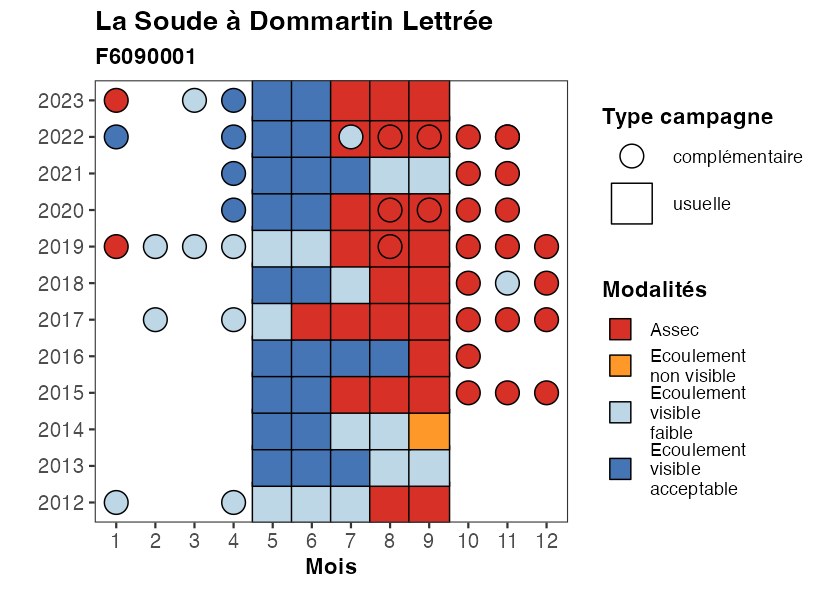 La Soude à Dommartin Lettrée
F6090001
2023
2022
2021
2020
2019
2018
2017
2016
2015
2014
2013
2012
1 2 3 4 5 6 7 8 9 10 11 12
Mois
Type campagne
complémentaire
usuelle
Modalités
Assec
Ecoulement
non visible
Ecoulement
visible
faible
Ecoulement
visible
acceptable